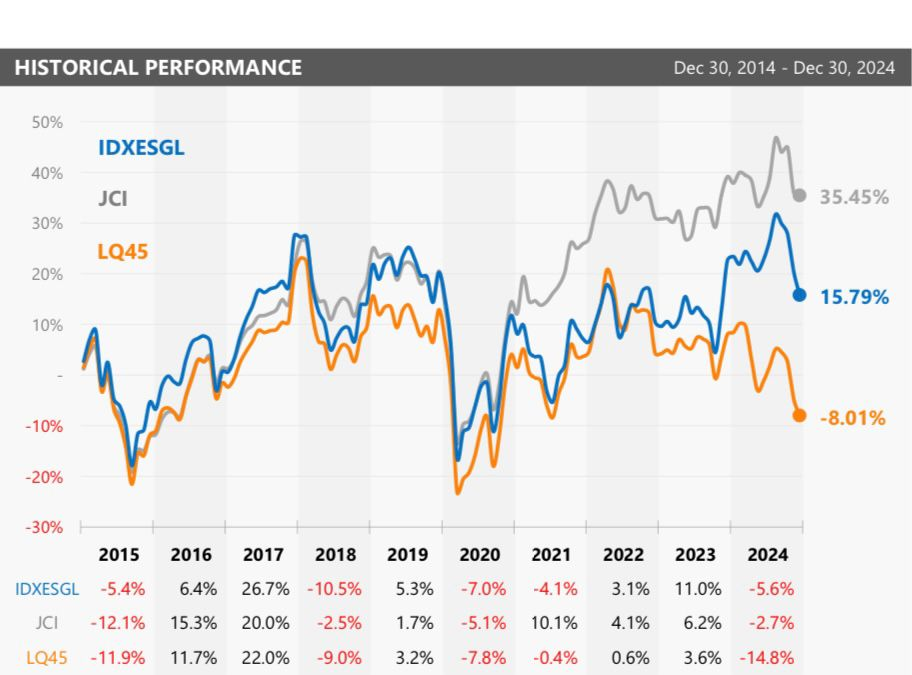 HISTORICAL PERFORMANCE Dec 30, 2014 - Dec 30, 2024
50%
IDXESGL
40%
JCI
35.45%
30%
LQ45
20%
15.79%
10%
-
-8.01%
-10%
-20%
-30%
2015 2016 2017 2018 2019 2020 2021 2022 2023 2024
IDXESGL -5.4% 6.4% 26.7% -10.5% 5.3% -7.0% -4.1% 3.1% 11.0% -5.6%
JCI -12.1% 15.3% 20.0% -2.5% 1.7% -5.1% 10.1% 4.1% 6.2% -2.7%
LQ45 -11.9% 11.7% 22.0% -9.0% 3.2% -7.8% -0.4% 0.6% 3.6% -14.8%